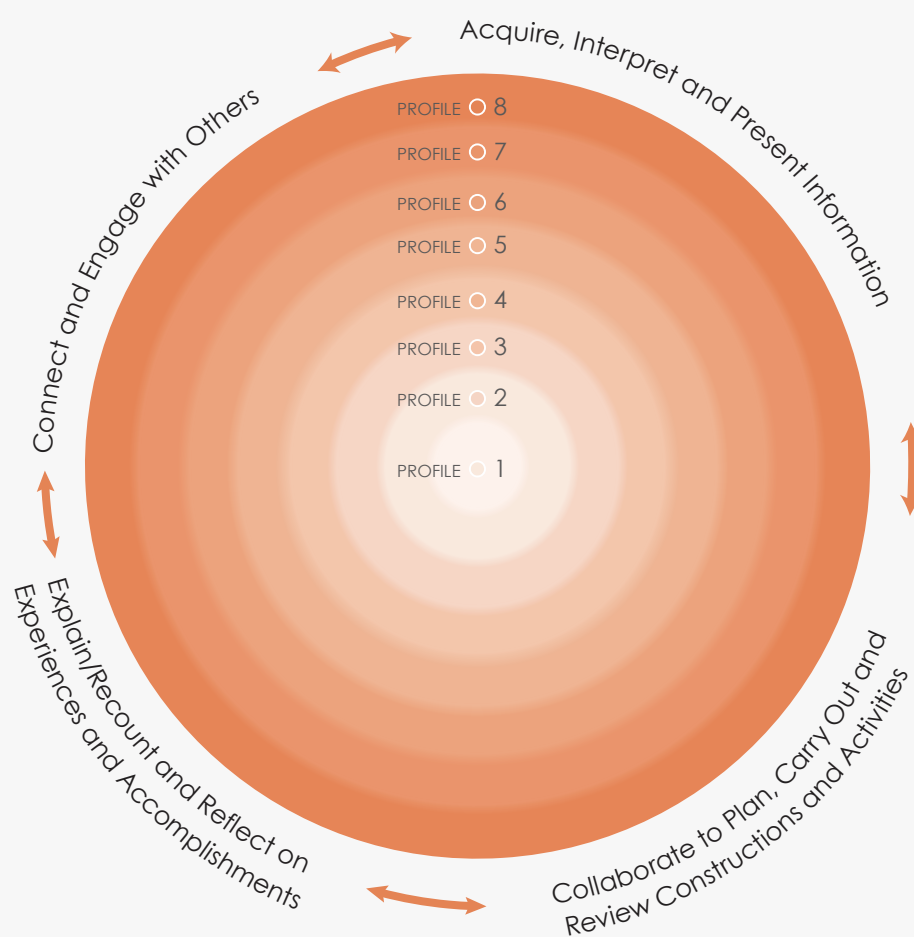 Acquire, Interpret and Present Information
Connect and Engage with Others
PROFILE 8
PROFILE 7
PROFILE 6
PROFILE 5
PROFILE 4
PROFILE 3
PROFILE 2
PROFILE 1
Explain/Recount and Reflect on
Experiences and Accomplishments
Collaborate to Plan, Carry Out and
Review Constructions and Activities